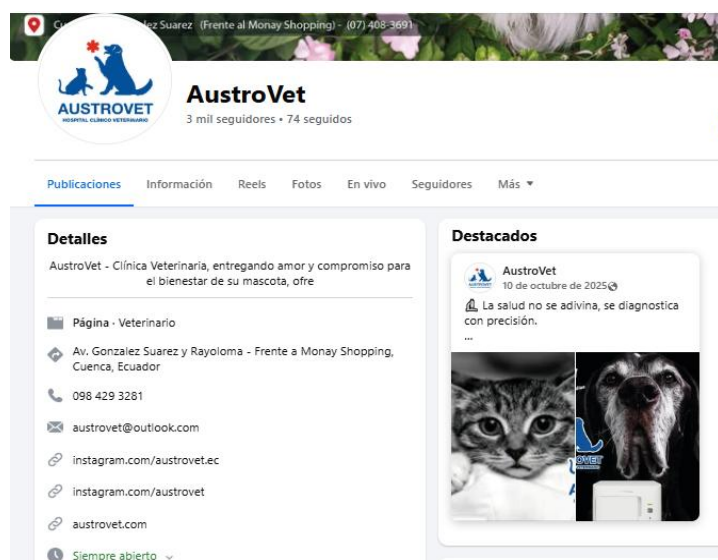 ez Suarez (Frente al Monay Shopping) - (07) 408-3691
AUSTROVET
HOSPITAL CLÍNICO VETERINARIO
AustroVet
3 mil seguidores • 74 seguidos
Publicaciones Información Reels Fotos En vivo Seguidores Más
Detalles
AustroVet - Clínica Veterinaria, entregando amor y compromiso para
el bienestar de su mascota, ofre
Página · Veterinario
Av. Gonzalez Suarez y Rayoloma - Frente a Monay Shopping,
Cuenca, Ecuador
098 429 3281
austrovet@outlook.com
instagram.com/austrovet.ec
instagram.com/austrovet
austrovet.com
Siempre abierto
Destacados
AustroVet
10 de octubre de 2025
La salud no se adivina, se diagnostica
con precisión.
...